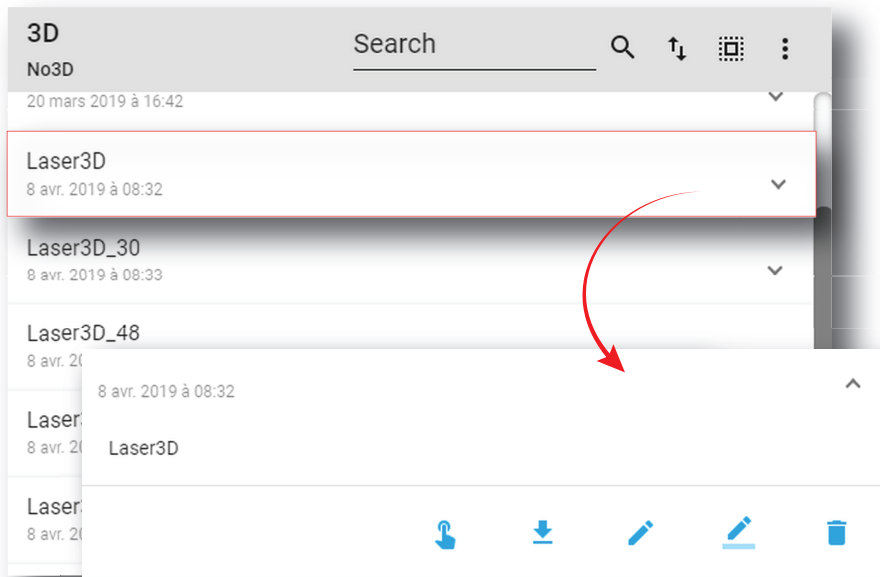 3D
No3D
Search
20 mars 2019 à 16:42
Laser3D
8 avr. 2019 à 08:32
Laser3D_30
8 avr. 2019 à 08:33
Laser3D_48
8 avr.
8 avr. 2019 à 08:32
Laser3D
8 avr.
8 avr.